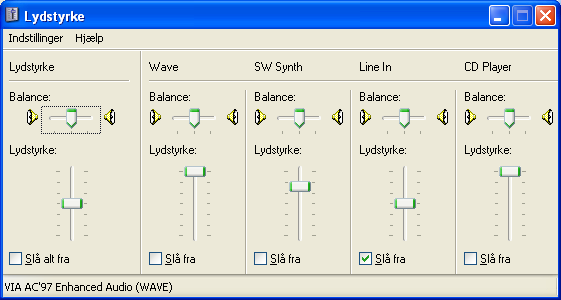 Lydstyrke
Indstillinger Hjælp
Lydstyrke Wave SW Synth Line In CD Player
Balance: Balance: Balance: Balance: Balance:
Lydstyrke: Lydstyrke: Lydstyrke: Lydstyrke: Lydstyrke:
Slå alt fra Slå fra Slå fra Slå fra Slå fra
VIA AC'97 Enhanced Audio (WAVE)